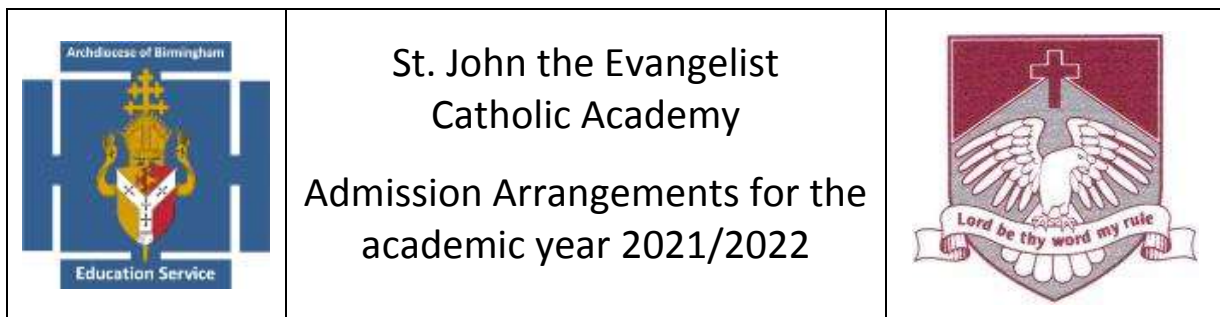 Archdiocese of Birmingham
Education Service
St. John the Evangelist
Catholic Academy
Admission Arrangements for the
academic year 2021/2022
Lord be thy word my rule